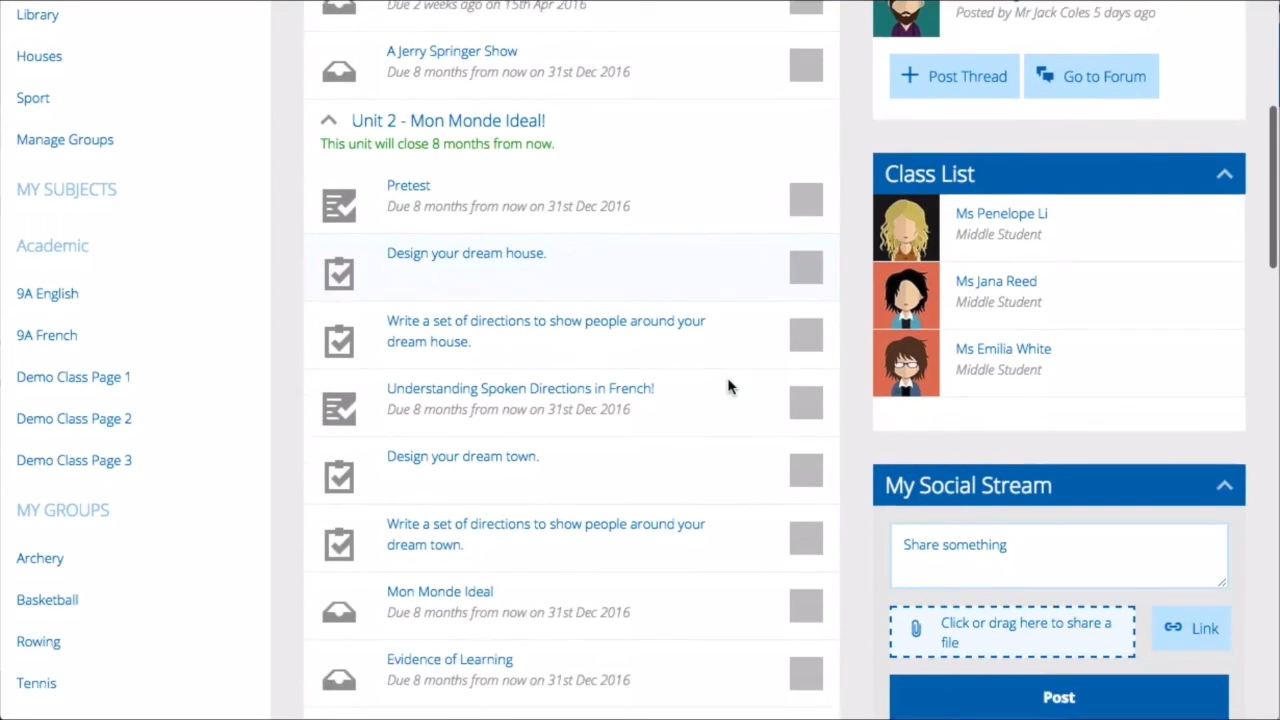 Library
Houses
Sport
Manage Groups
MY SUBJECTS
Academic
9A English
9A French
Demo Class Page 1
Demo Class Page 2
Demo Class Page 3
MY GROUPS
Archery
Basketball
Rowing
Tennis
Due 2 weeks ago on 15th Apr 2016
A Jerry Springer Show
Due 8 months from now on 31st Dec 2016
Unit 2 - Mon Monde Ideal!
This unit will close 8 months from now.
Pretest
Due 8 months from now on 31st Dec 2016
Design your dream house.
Write a set of directions to show people around your
dream house.
Understanding Spoken Directions in French!
Due 8 months from now on 31st Dec 2016
Design your dream town.
Write a set of directions to show people around your
dream town.
Mon Monde Ideal
Due 8 months from now on 31st Dec 2016
Evidence of Learning
Due 8 months from now on 31st Dec 2016
Posted by Mr Jack Coles 5 days ago
Post Thread
Go to Forum
Class List
Ms Penelope Li
Middle Student
Ms Jana Reed
Middle Student
Ms Emilia White
Middle Student
My Social Stream
Share something
Click or drag here to share a
file
Link
Post